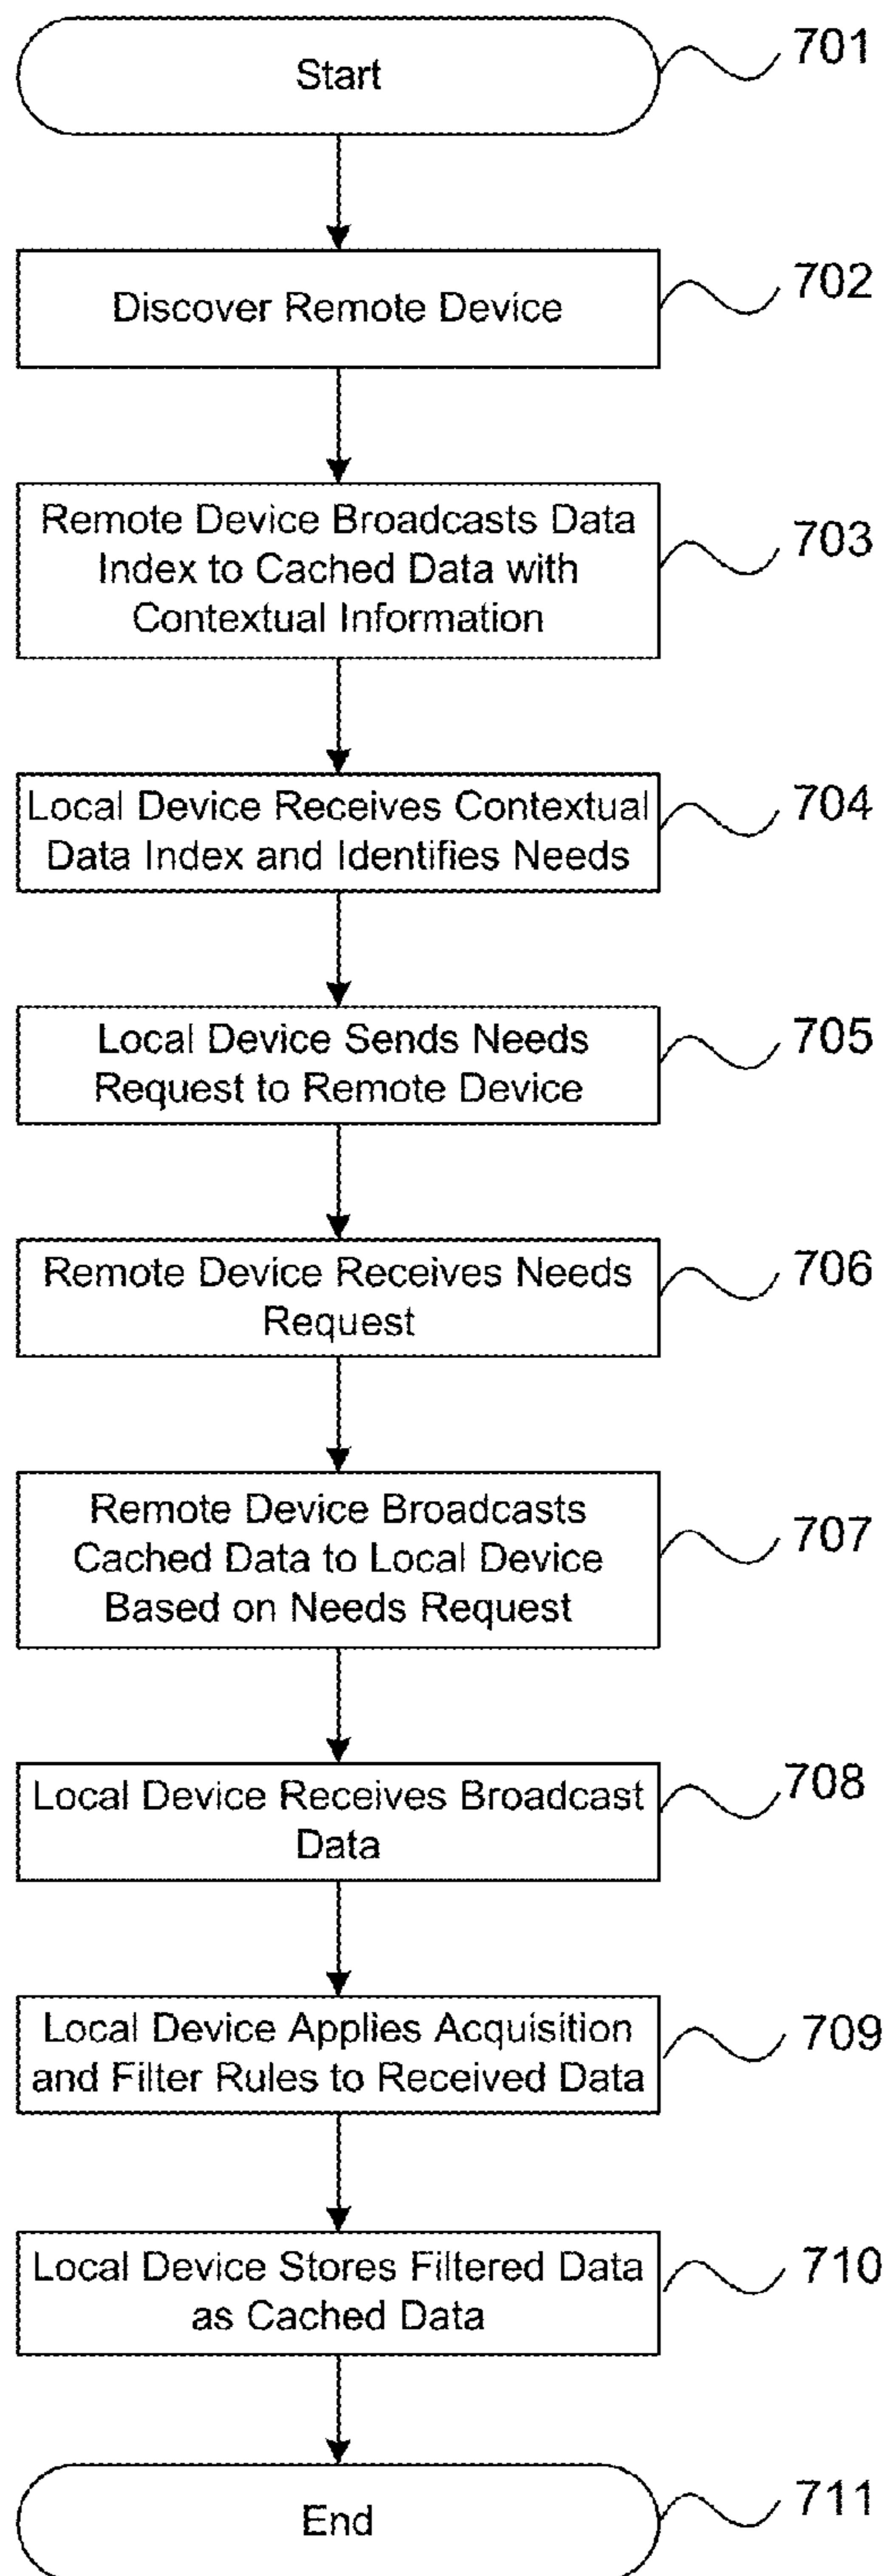 Start
701
Discover Remote Device
702
Remote Device Broadcasts Data
Index to Cached Data with
Contextual Information
703
Local Device Receives Contextual
Data Index and Identifies Needs
704
Local Device Sends Needs
Request to Remote Device
705
Remote Device Receives Needs
Request
706
Remote Device Broadcasts
Cached Data to Local Device
Based on Needs Request
707
Local Device Receives Broadcast
Data
708
Local Device Applies Acquisition
and Filter Rules to Received Data
709
Local Device Stores Filtered Data
as Cached Data
710
End
711